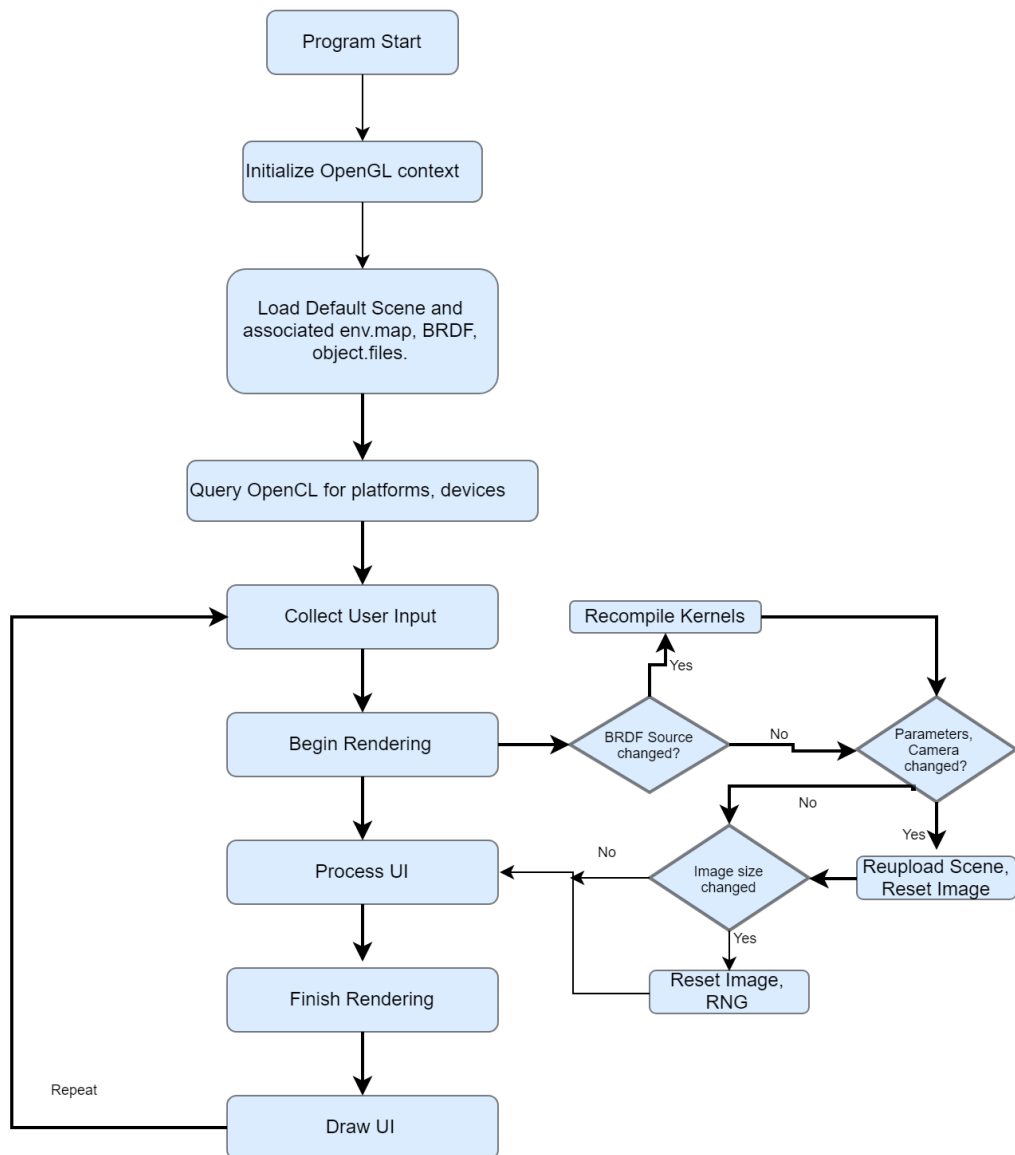 Program Start
Initialize OpenGL context
Load Default Scene and
associated env.map, BRDF,
object.files.
Query OpenCL for platforms, devices
Collect User Input
Recompile Kernels
Yes
Begin Rendering
BRDF Source
changed?
No
Parameters,
Camera
changed?
No
Yes
Process UI
No
Image size
changed
Reupload Scene,
Reset Image
Yes
Finish Rendering
Reset Image,
RNG
Repeat
Draw UI